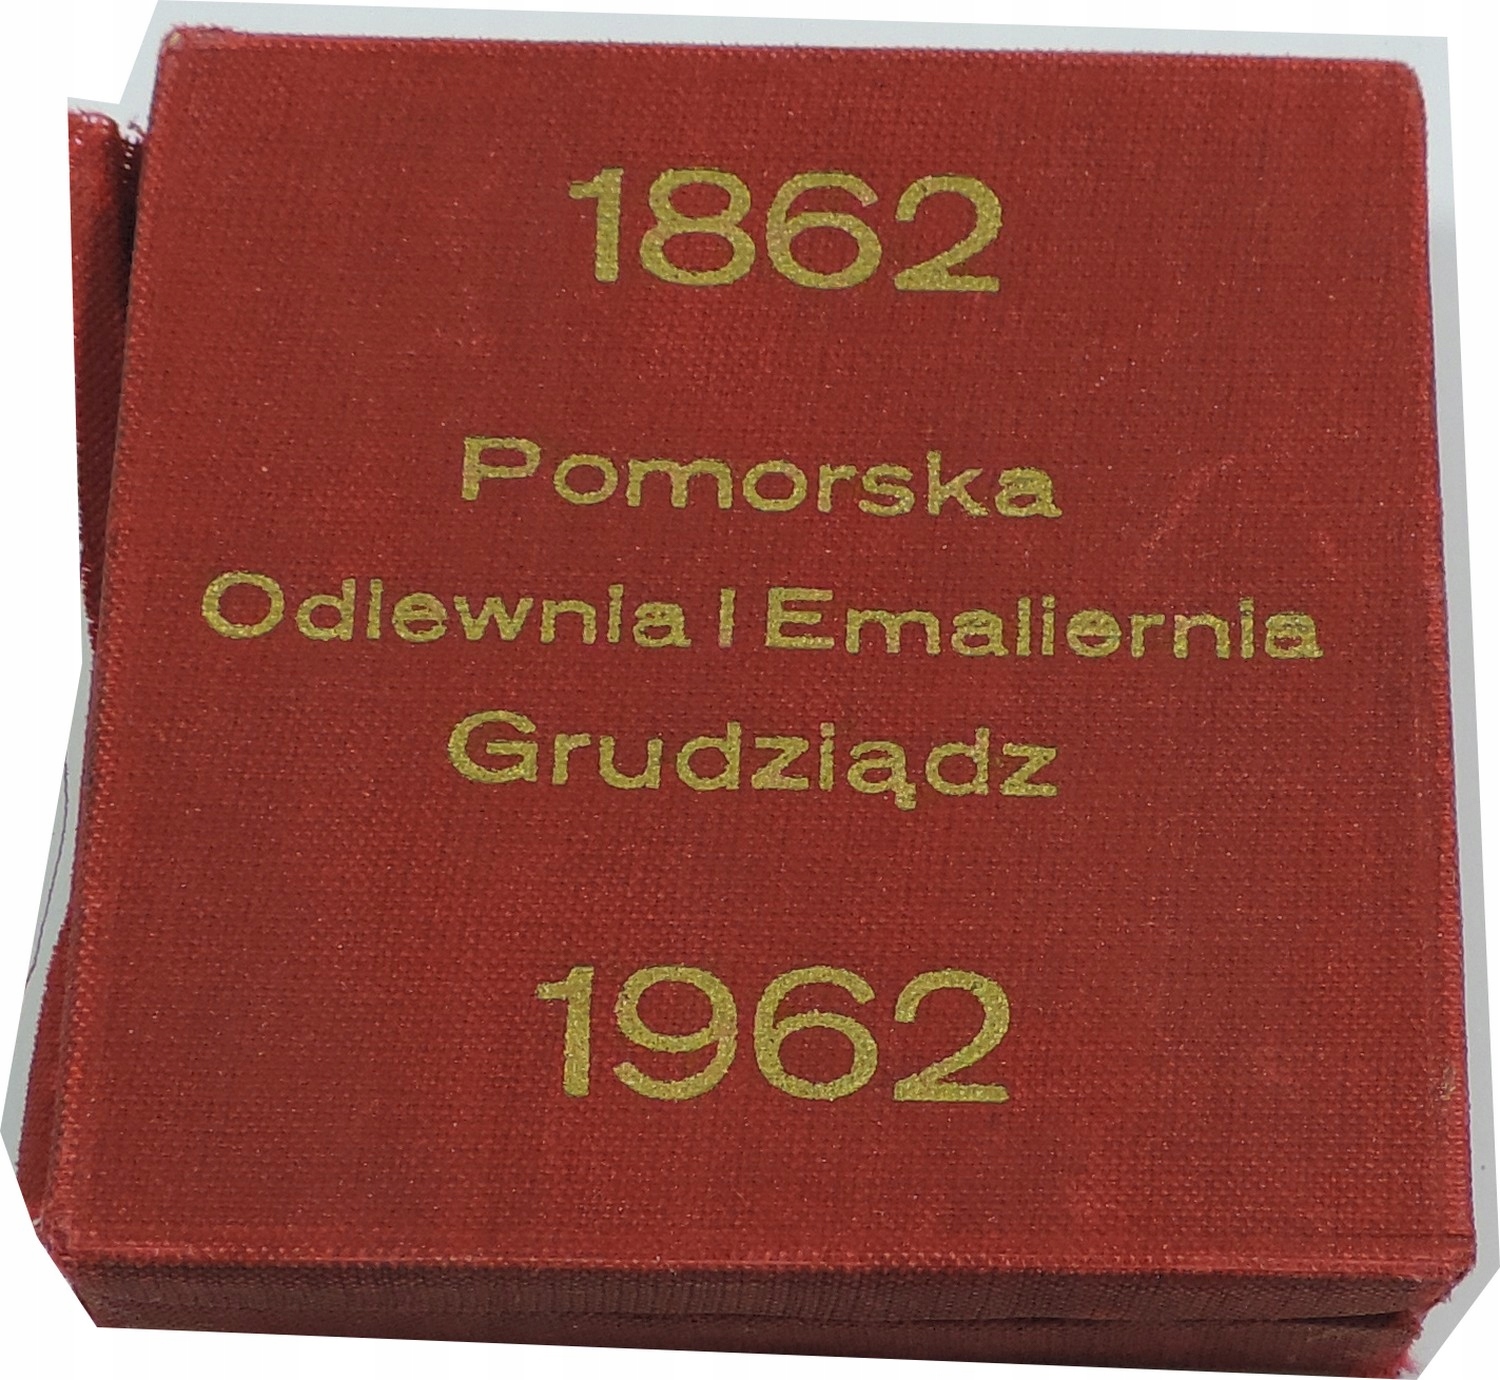 1862
Pomorska
Odlewnia I Emaliernia
Grudziądz
1962